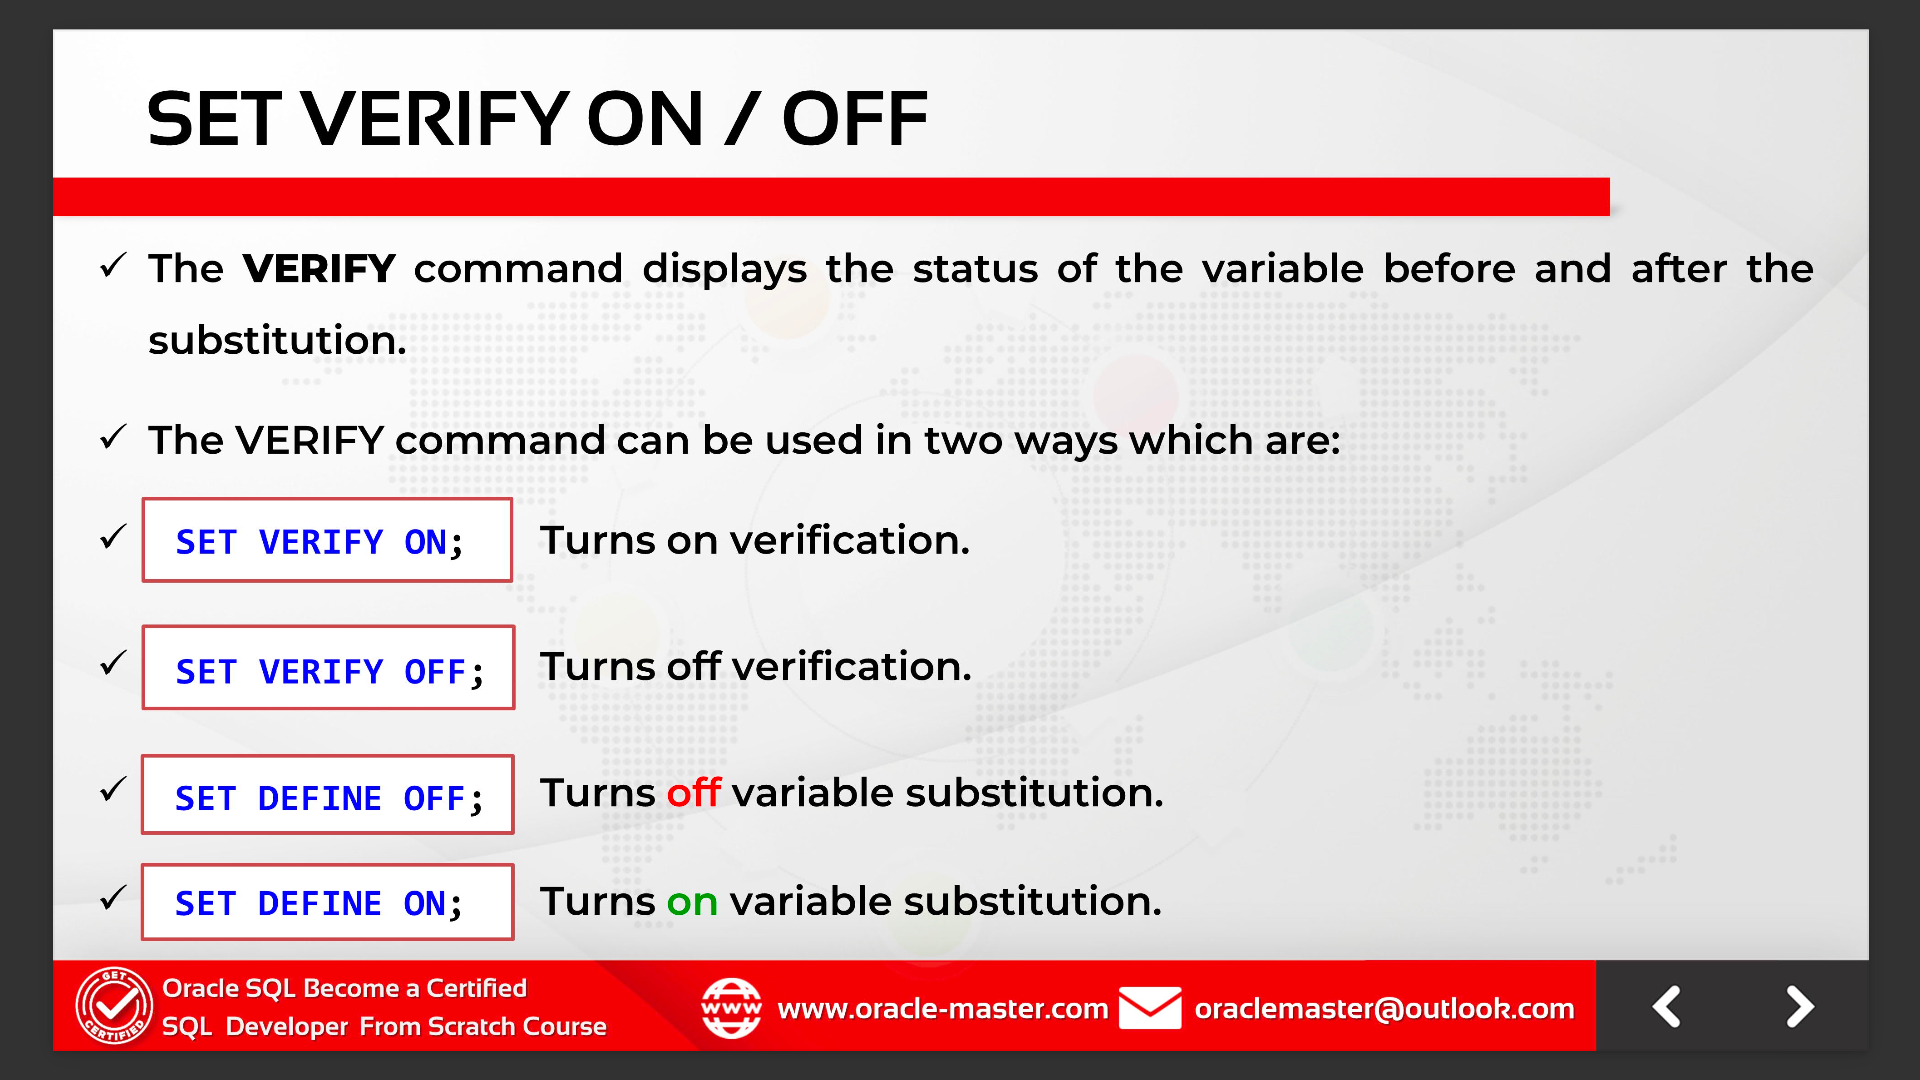 SET VERIFY ON / OFF
✓ The VERIFY command displays the status of the variable before and after the
substitution.
✓ The VERIFY command can be used in two ways which are:
✓ SET VERIFY ON; Turns on verification.
✓ SET VERIFY OFF; Turns off verification.
✓ SET DEFINE OFF; Turns off variable substitution.
✓ SET DEFINE ON; Turns on variable substitution.
GET
CERTIFIED
Oracle SQL Become a Certified
SQL Developer From Scratch Course
www
www.oracle-master.com
oraclemaster@outlook.com